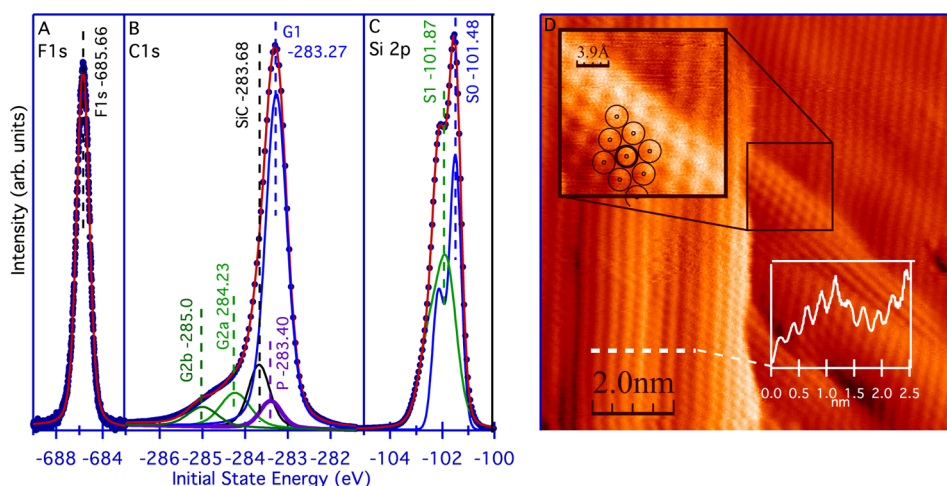 A
F1s
F1s -685.66
B
C1s
G2b -285.0
G2a 284.23
SiC -283.68
P -283.40
G1
-283.27
C
Si 2p
S1 -101.87
S0 -101.48
Intensity (arb. units)
-688 -684
-286 -285 -284 -283 -282
-104 -102 -100
Initial State Energy (eV)
D
3.9Å
2.0nm
0.0 0.5 1.0 1.5 2.0 2.5
nm